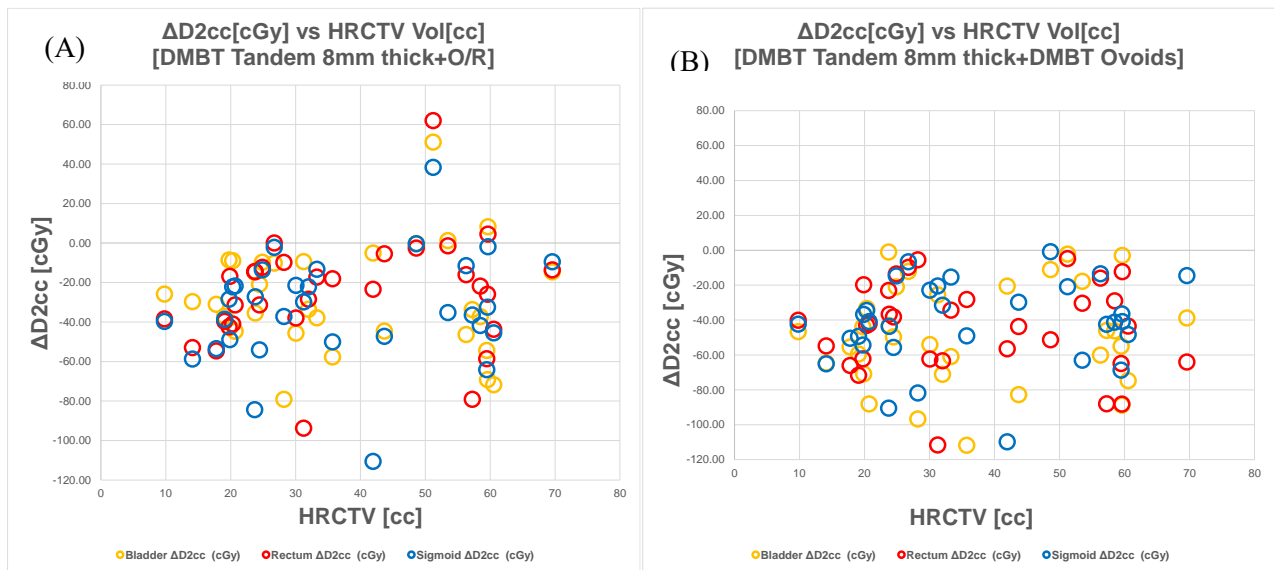 (A)
ΔD2cc[cGy] vs HRCTV Vol[cc]
[DMBT Tandem 8mm thick+O/R]
80.00
60.00
40.00
20.00
0.00
-20.00
-40.00
-60.00
-80.00
-100.00
-120.00
ΔD2cc [cGy]
0 10 20 30 40 50 60 70 80
HRCTV [cc]
Bladder ΔD2cc (cGy) Rectum ΔD2cc (cGy) Sigmoid ΔD2cc (cGy)
(B)
ΔD2cc[cGy] vs HRCTV Vol[cc]
[DMBT Tandem 8mm thick+DMBT Ovoids]
80.00
60.00
40.00
20.00
0.00
-20.00
-40.00
-60.00
-80.00
-100.00
-120.00
ΔD2cc [cGy]
0 10 20 30 40 50 60 70 80
HRCTV [cc]
Bladder ΔD2cc (cGy) Rectum ΔD2cc (cGy) Sigmoid ΔD2cc (cGy)